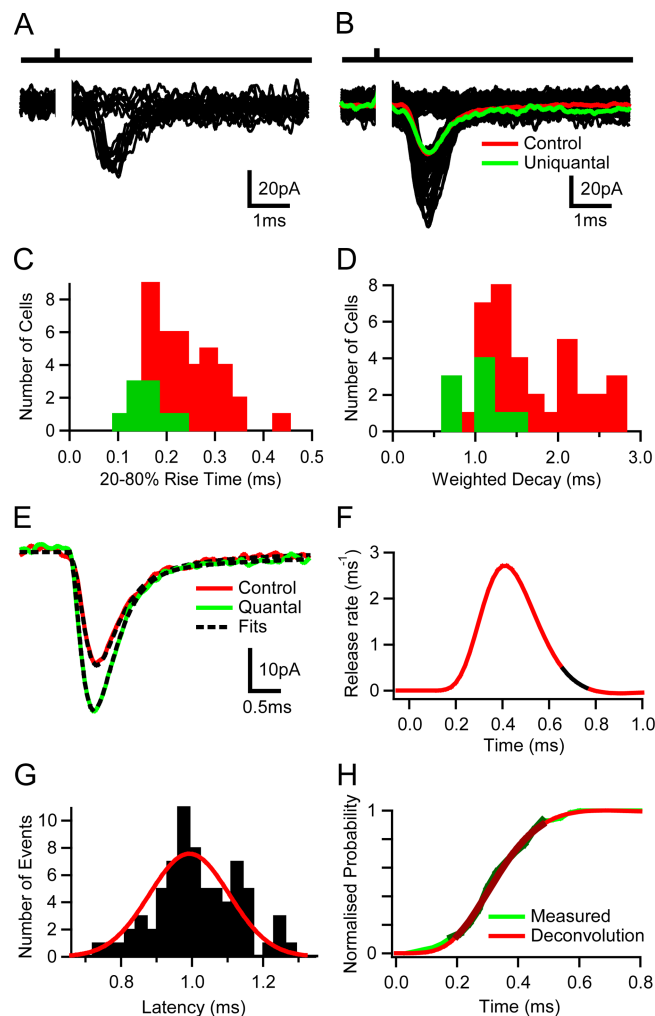 A
B
Control
Uniquantal
20pA
1ms
20pA
1ms
C
D
Number of Cells
8
6
4
2
0
0.0 0.1 0.2 0.3 0.4 0.5
20-80% Rise Time (ms)
Number of Cells
8
6
4
2
0
0.0 1.0 2.0 3.0
Weighted Decay (ms)
E
F
Control
Quantal
Fits
10pA
0.5ms
Release rate (ms-1)
3
2
1
0
0.0 0.2 0.4 0.6 0.8 1.0
Time (ms)
G
H
Number of Events
10
8
6
4
2
0
0.8 1.0 1.2
Latency (ms)
Normalised Probability
1
0
Measured
Deconvolution
0.0 0.2 0.4 0.6 0.8
Time (ms)